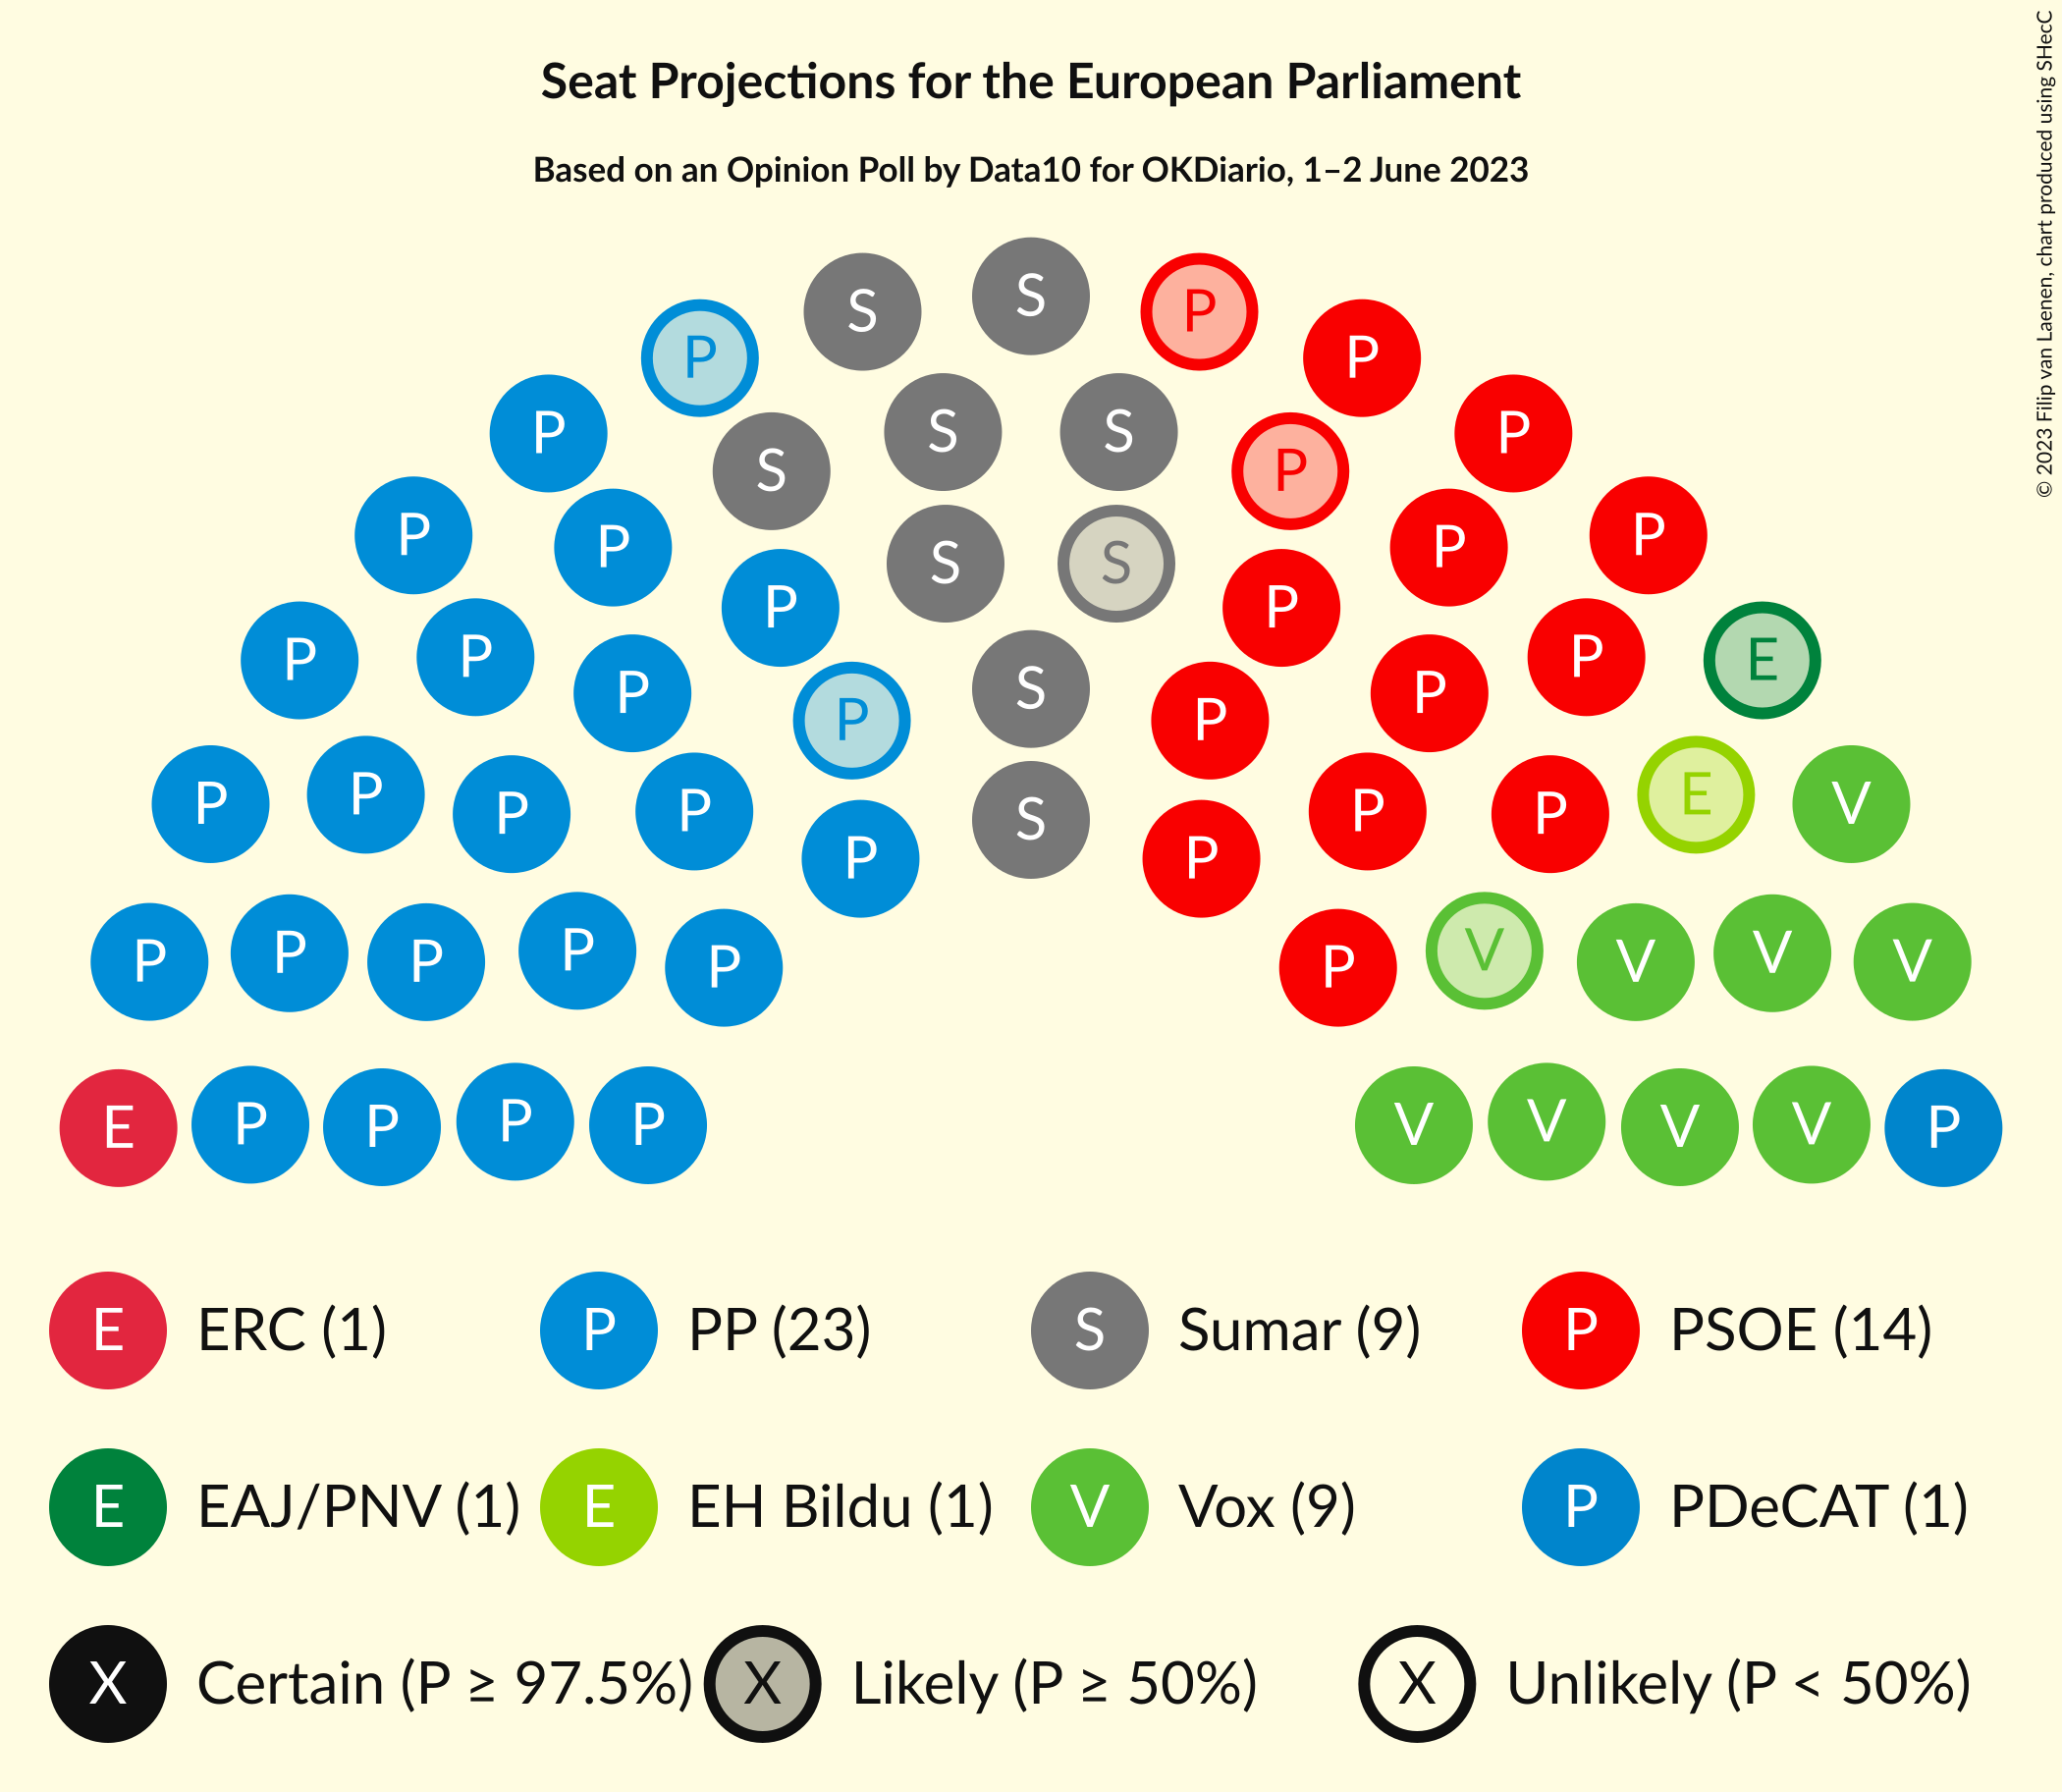 Seat Projections for the European Parliament
Based on an Opinion Poll by Data10 for OKDiario, 1–2 June 2023
© 2023 Filip van Laenen, chart produced using SHecC
S
P S P
P P
S S
P S P P
P P S S P P
P P P P
P P S P P E
P P P P
P P P P S P P P E V
P P
P P P P P P V V V V
E P P P P V V V V P
E ERC (1) P PP (23) S Sumar (9) P PSOE (14)
E EAJ/PNV (1) E EH Bildu (1) V Vox (9) P PDeCAT (1)
X Certain (P ≥ 97.5%) X Likely (P ≥ 50%) X Unlikely (P < 50%)